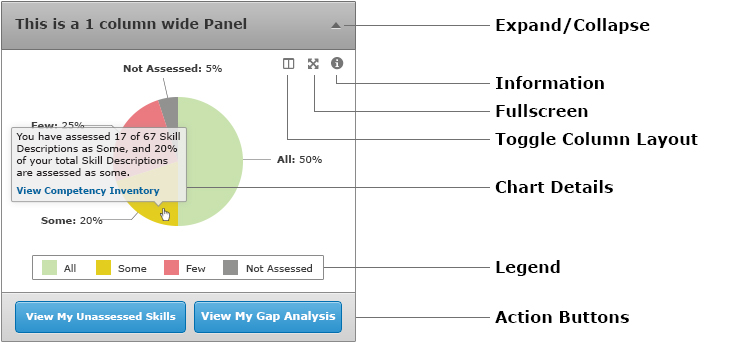 This is a 1 column wide Panel
Expand/Collapse
Not Assessed: 5%
Information
Fullscreen
Toggle Column Layout
Few: 25%
You have assessed 17 of 67 Skill
Descriptions as Some, and 20%
of your total Skill Descriptions
are assessed as some.
View Competency Inventory
All: 50%
Chart Details
Some: 20%
All Some Few Not Assessed
Legend
View My Unassessed Skills
View My Gap Analysis
Action Buttons